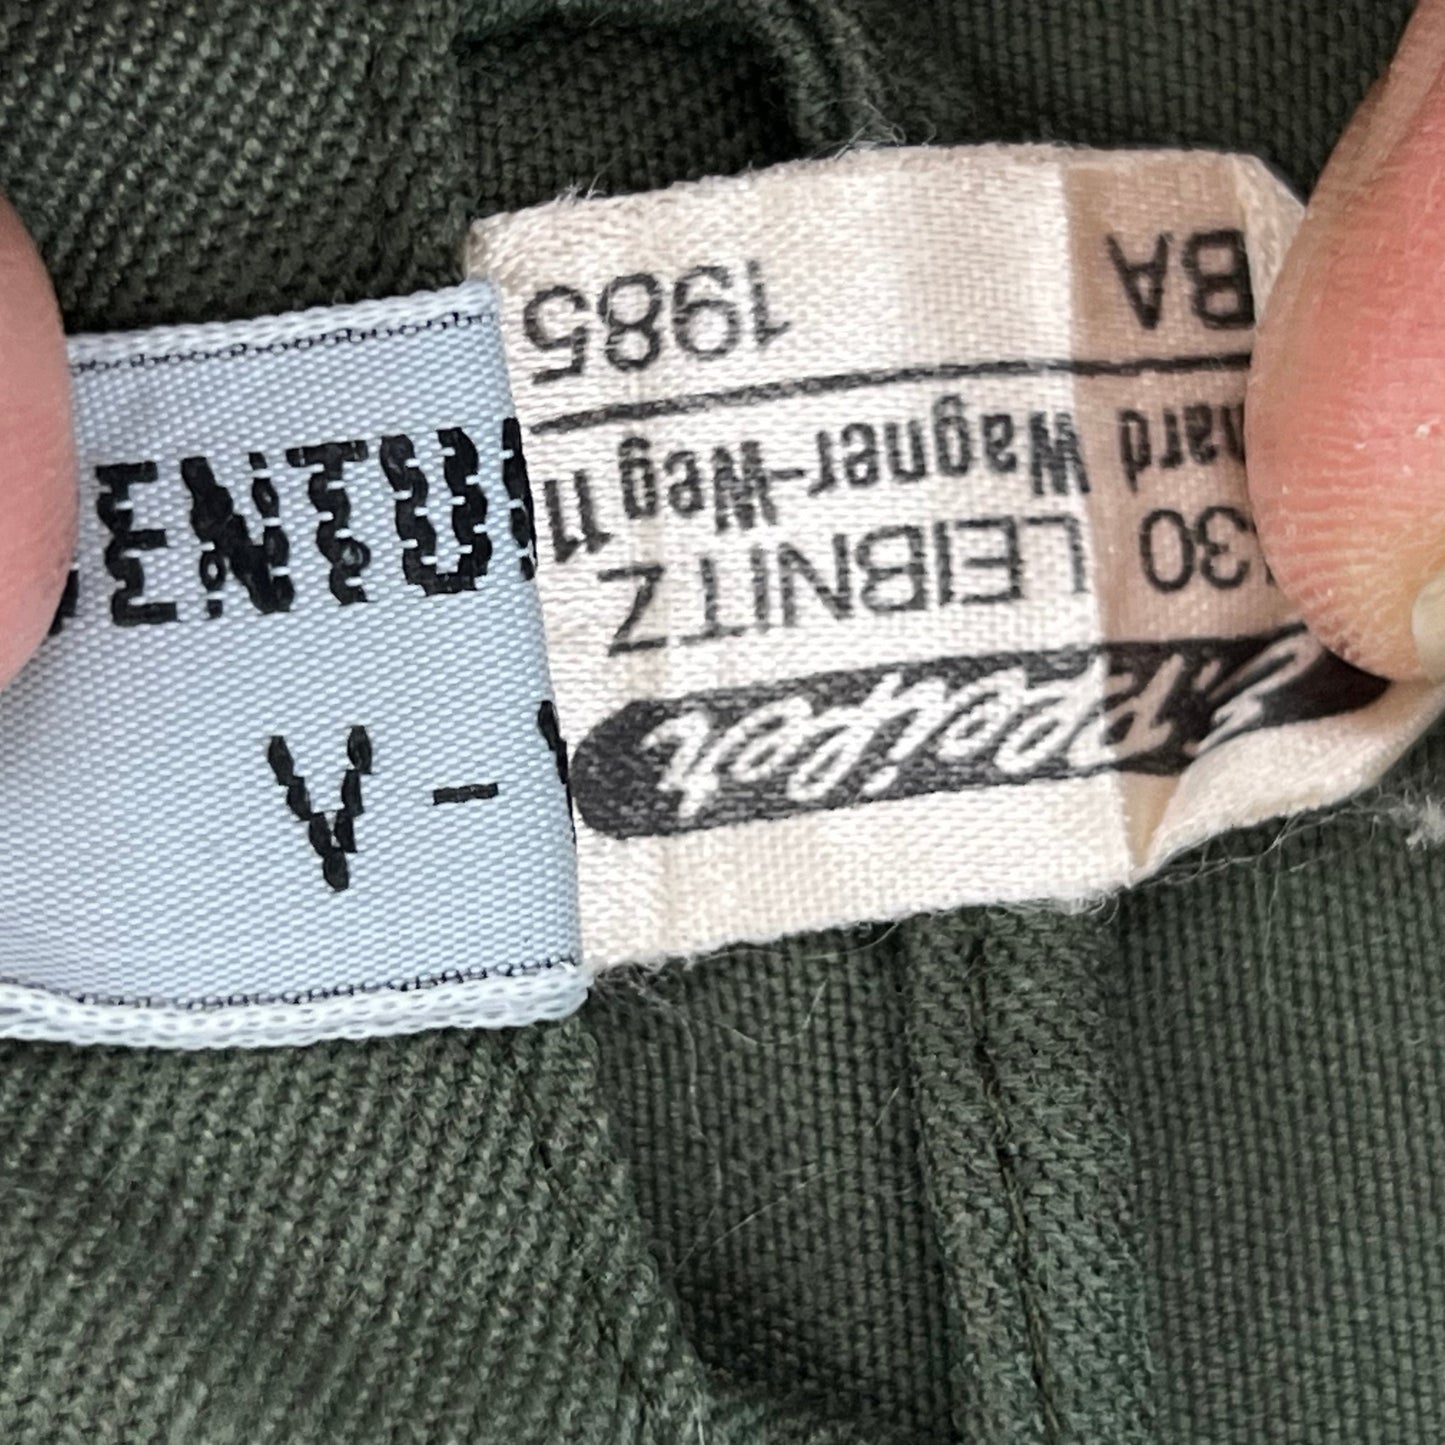 ENTU
V -
30 LEIBNITZ
hard Wagner-Weg 11
BA 1985